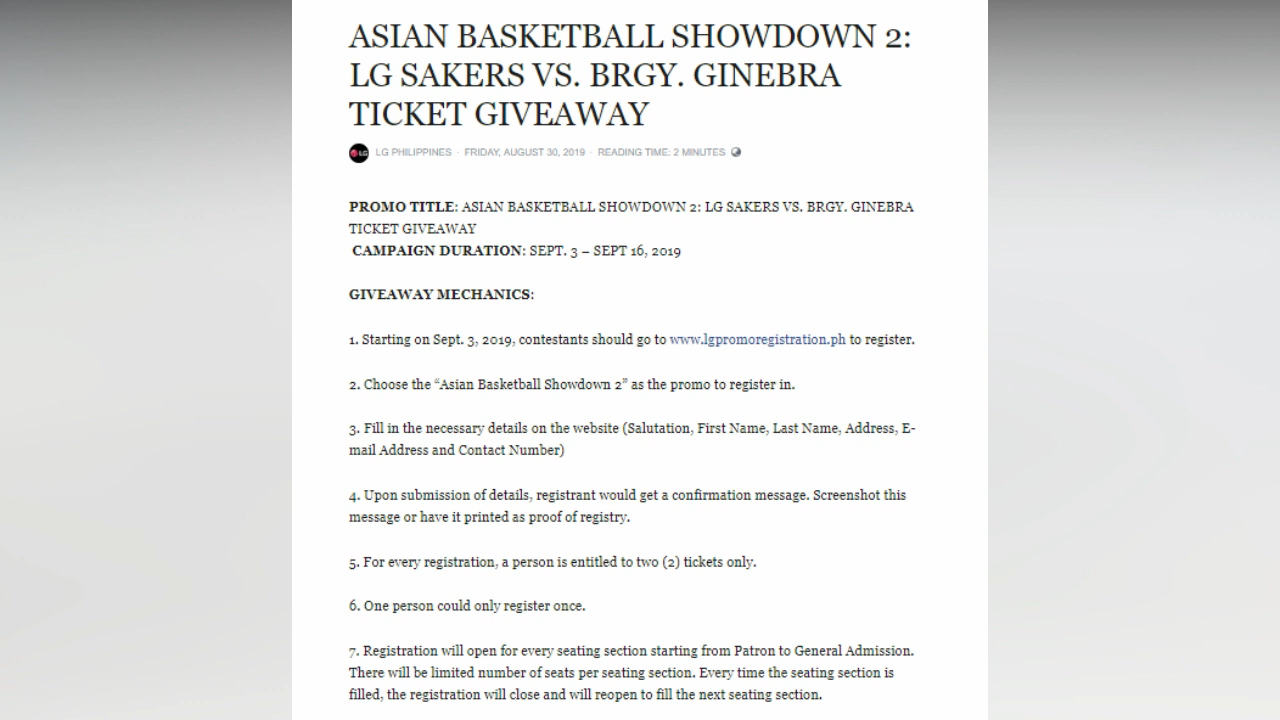 ASIAN BASKETBALL SHOWDOWN 2:
LG SAKERS VS. BRGY. GINEBRA
TICKET GIVEAWAY
LG LG PHILIPPINES · FRIDAY, AUGUST 30, 2019 · READING TIME: 2 MINUTES
PROMO TITLE: ASIAN BASKETBALL SHOWDOWN 2: LG SAKERS VS. BRGY. GINEBRA
TICKET GIVEAWAY
CAMPAIGN DURATION: SEPT. 3 – SEPT 16, 2019
GIVEAWAY MECHANICS:
1. Starting on Sept. 3, 2019, contestants should go to www.lgpromoregistration.ph to register.
2. Choose the “Asian Basketball Showdown 2” as the promo to register in.
3. Fill in the necessary details on the website (Salutation, First Name, Last Name, Address, E-
mail Address and Contact Number)
4. Upon submission of details, registrant would get a confirmation message. Screenshot this
message or have it printed as proof of registry.
5. For every registration, a person is entitled to two (2) tickets only.
6. One person could only register once.
7. Registration will open for every seating section starting from Patron to General Admission.
There will be limited number of seats per seating section. Every time the seating section is
filled, the registration will close and will reopen to fill the next seating section.